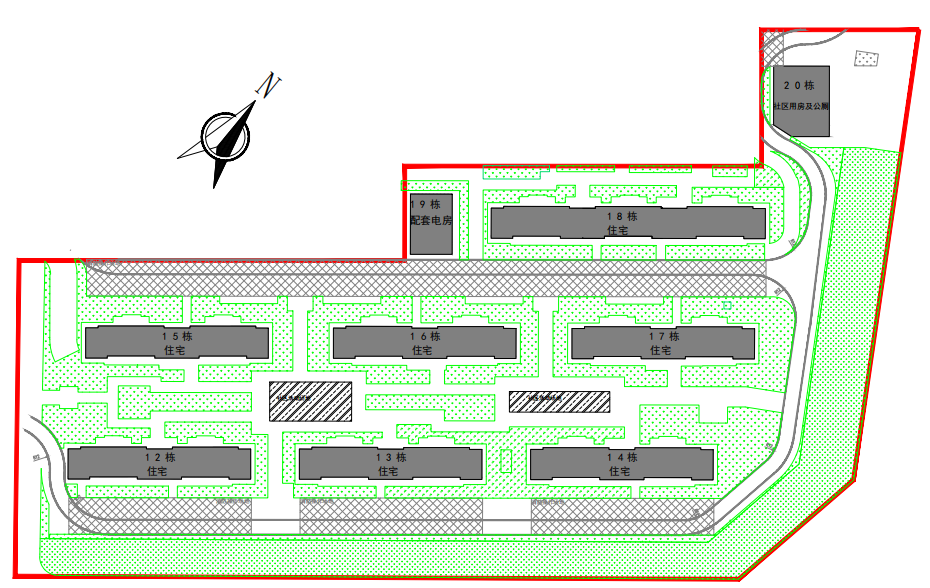 N
20栋
社区用房及公厕
19栋
配套电房
18栋
住宅
15栋
住宅
16栋
住宅
17栋
住宅
12栋
住宅
13栋
住宅
14栋
住宅